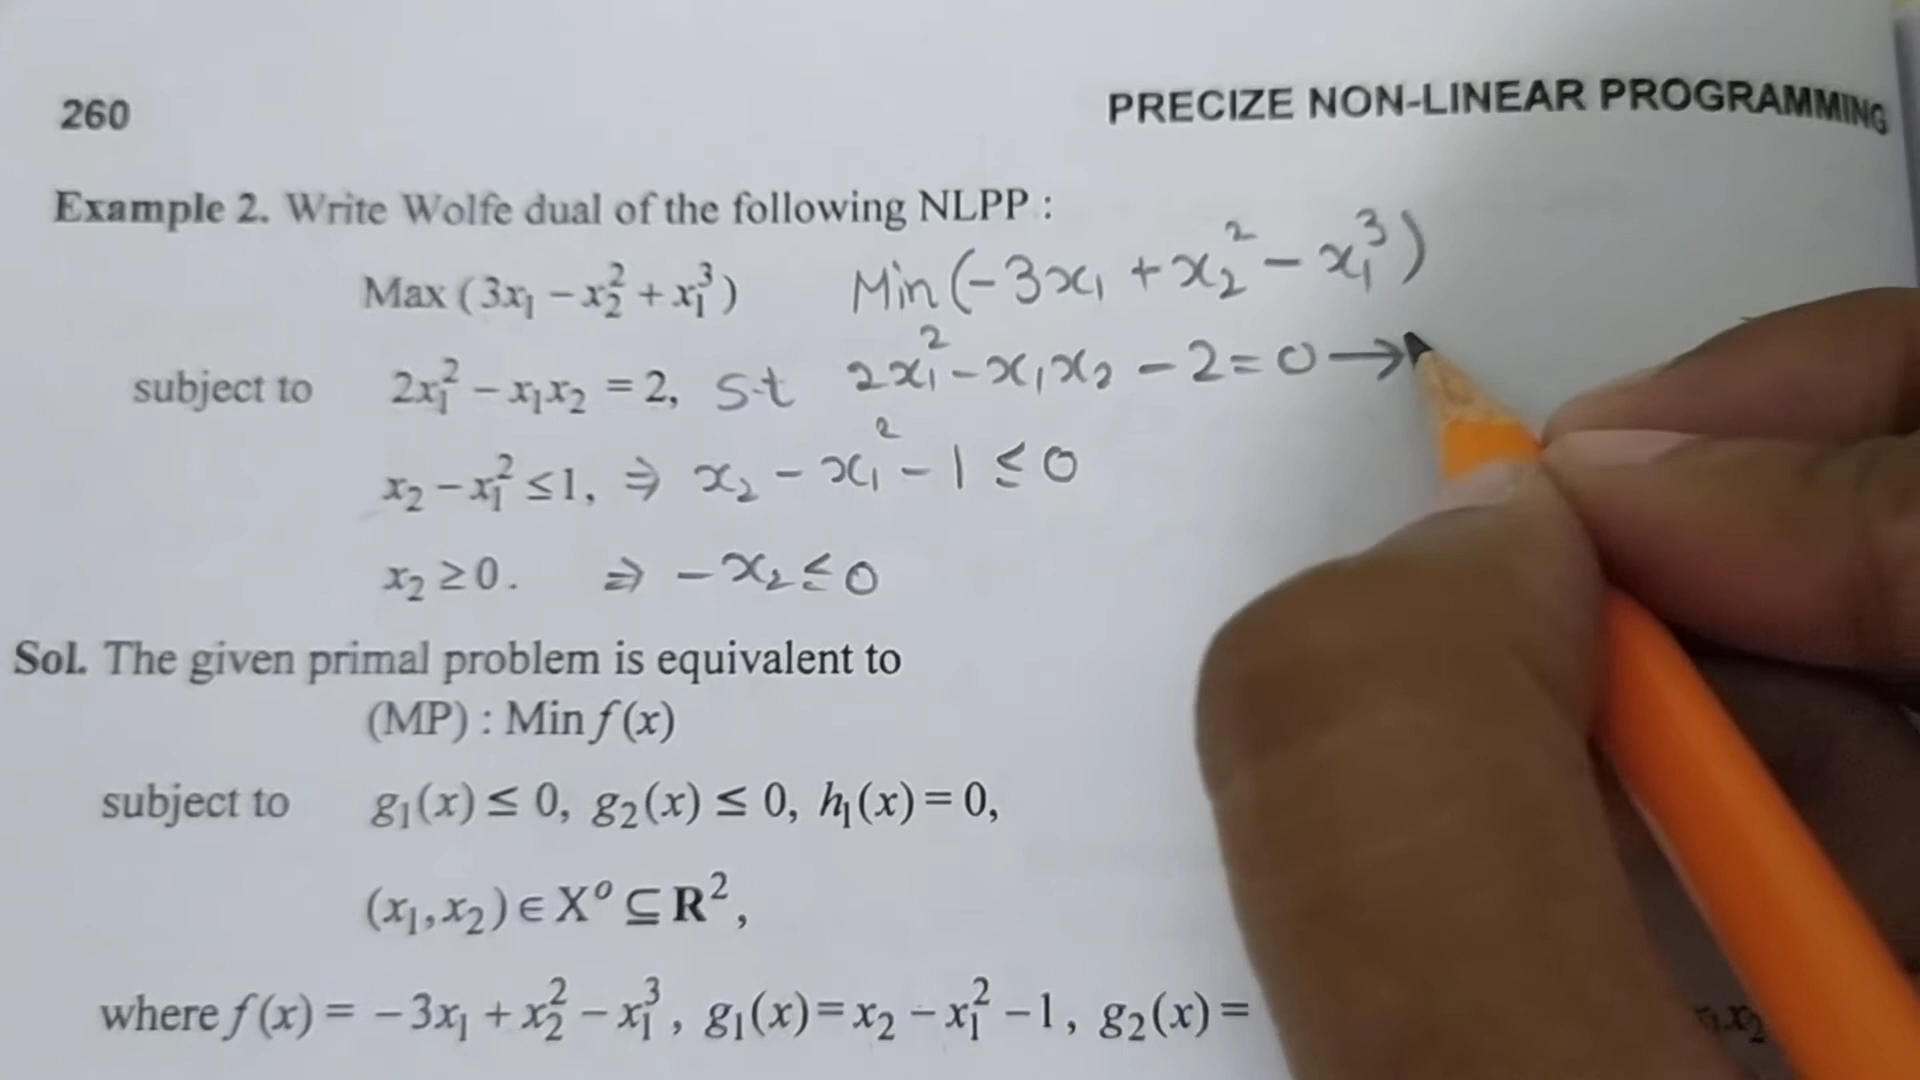 260 PRECIZE NON-LINEAR PROGRAMMING
Example 2. Write Wolfe dual of the following NLPP :
Max (3x₁ − x₂² + x₁³) Min (−3x₁ + x₂² − x₁³)
subject to 2x₁² − x₁x₂ = 2, S.t 2x₁² − x₁x₂ − 2 = 0 →
x₂ − x₁² ≤ 1, ⇒ x₂ − x₁² − 1 ≤ 0
x₂ ≥ 0. ⇒ −x₂ ≤ 0
Sol. The given primal problem is equivalent to
(MP) : Min f (x)
subject to g₁(x) ≤ 0, g₂(x) ≤ 0, h₁(x) = 0,
(x₁, x₂) ∈ X° ⊆ R²,
where f (x) = − 3x₁ + x₂² − x₁³, g₁(x) = x₂ − x₁² − 1, g₂(x) = x₂